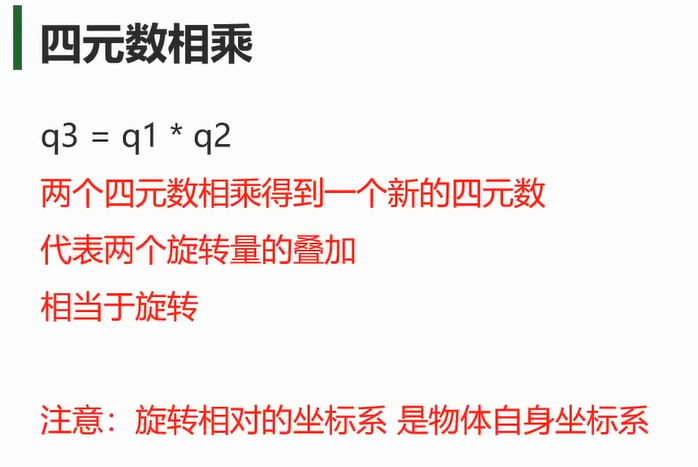 四元数相乘
q3 = q1 * q2
两个四元数相乘得到一个新的四元数
代表两个旋转量的叠加
相当于旋转
注意：旋转相对的坐标系 是物体自身坐标系